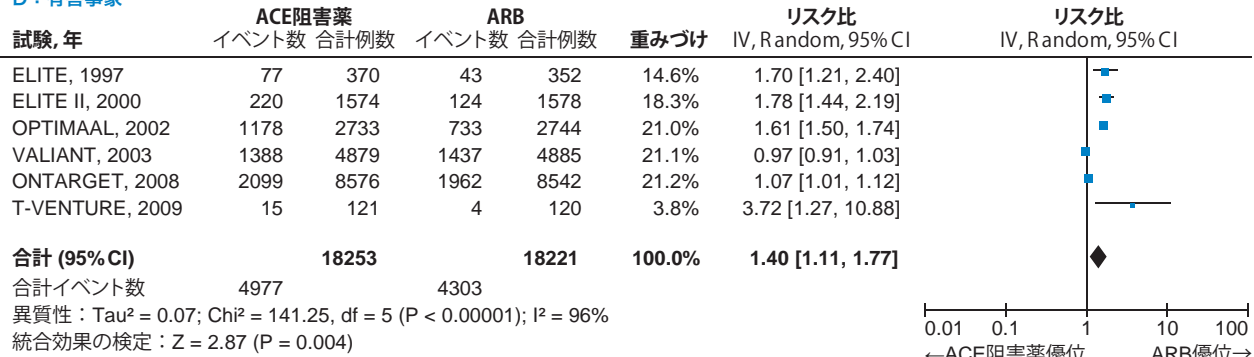 D：有害事象
ACE阻害薬 ARB リスク比 リスク比
試験, 年 イベント数 合計例数 イベント数 合計例数 重みづけ IV, Random, 95% CI IV, Random, 95% CI
ELITE, 1997 77 370 43 352 14.6% 1.70 [1.21, 2.40]
ELITE II, 2000 220 1574 124 1578 18.3% 1.78 [1.44, 2.19]
OPTIMAAL, 2002 1178 2733 733 2744 21.0% 1.61 [1.50, 1.74]
VALIANT, 2003 1388 4879 1437 4885 21.1% 0.97 [0.91, 1.03]
ONTARGET, 2008 2099 8576 1962 8542 21.2% 1.07 [1.01, 1.12]
T-VENTURE, 2009 15 121 4 120 3.8% 3.72 [1.27, 10.88]
合計 (95% CI) 18253 18221 100.0% 1.40 [1.11, 1.77]
合計イベント数 4977 4303
異質性：Tau² = 0.07; Chi² = 141.25, df = 5 (P < 0.00001); I² = 96%
統合効果の検定：Z = 2.87 (P = 0.004)
0.01 0.1 1 10 100
←ACE阻害薬優位 ARB優位→